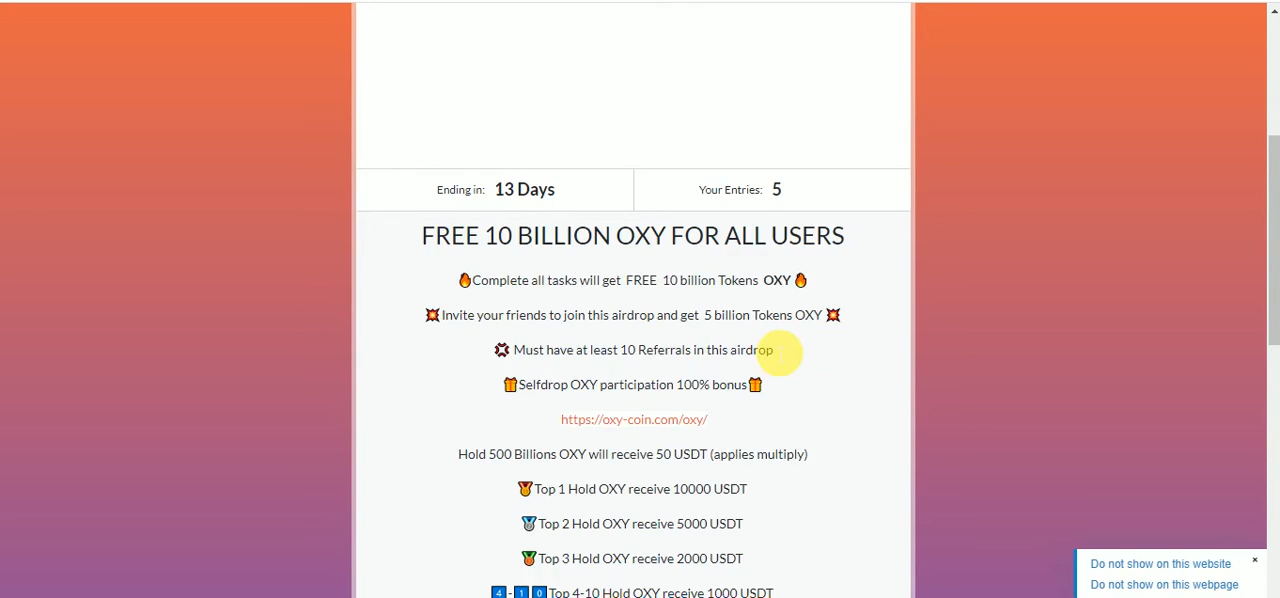 Ending in: 13 Days
Your Entries: 5
FREE 10 BILLION OXY FOR ALL USERS
🔥Complete all tasks will get FREE 10 billion Tokens OXY 🔥
💥Invite your friends to join this airdrop and get 5 billion Tokens OXY 💥
💢 Must have at least 10 Referrals in this airdrop
🎁Selfdrop OXY participation 100% bonus🎁
https://oxy-coin.com/oxy/
Hold 500 Billions OXY will receive 50 USDT (applies multiply)
🥇Top 1 Hold OXY receive 10000 USDT
🥈Top 2 Hold OXY receive 5000 USDT
🥉Top 3 Hold OXY receive 2000 USDT
4️⃣-1️⃣0️⃣Top 4-10 Hold OXY receive 1000 USDT
Do not show on this website
Do not show on this webpage